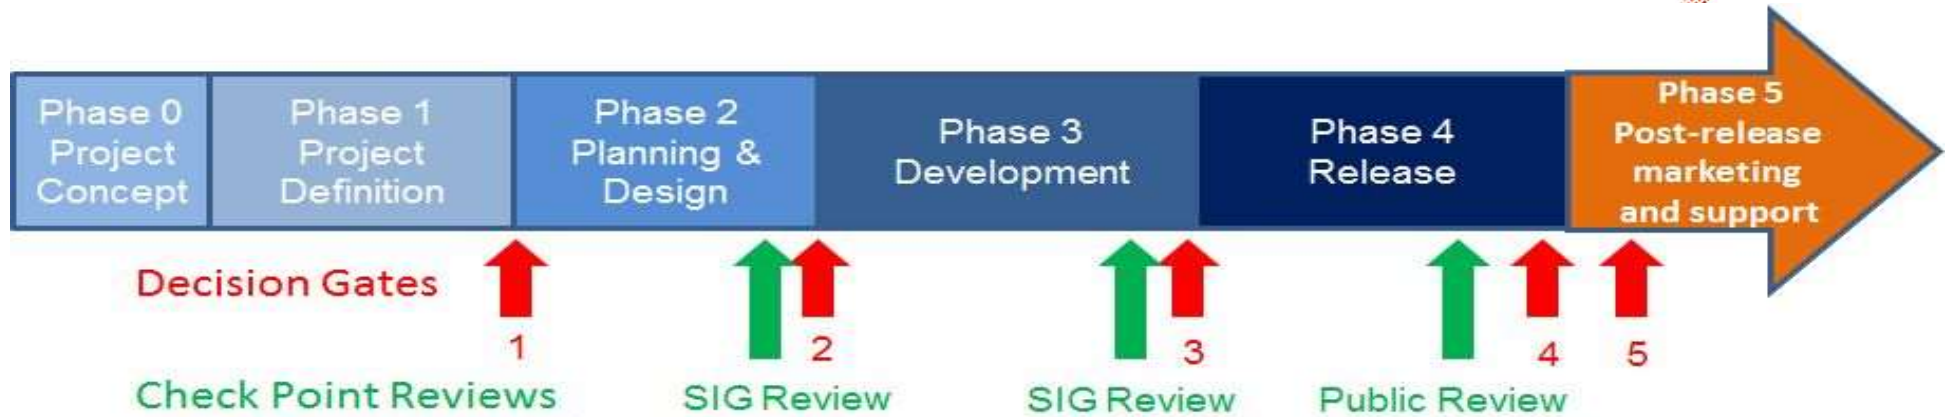 Phase 0
Project
Concept
Phase 1
Project
Definition
Phase 2
Planning &
Design
Phase 3
Development
Phase 4
Release
Phase 5
Post-release
marketing
and support
Decision Gates
1
2
3
4
5
Check Point Reviews
SIG Review
SIG Review
Public Review